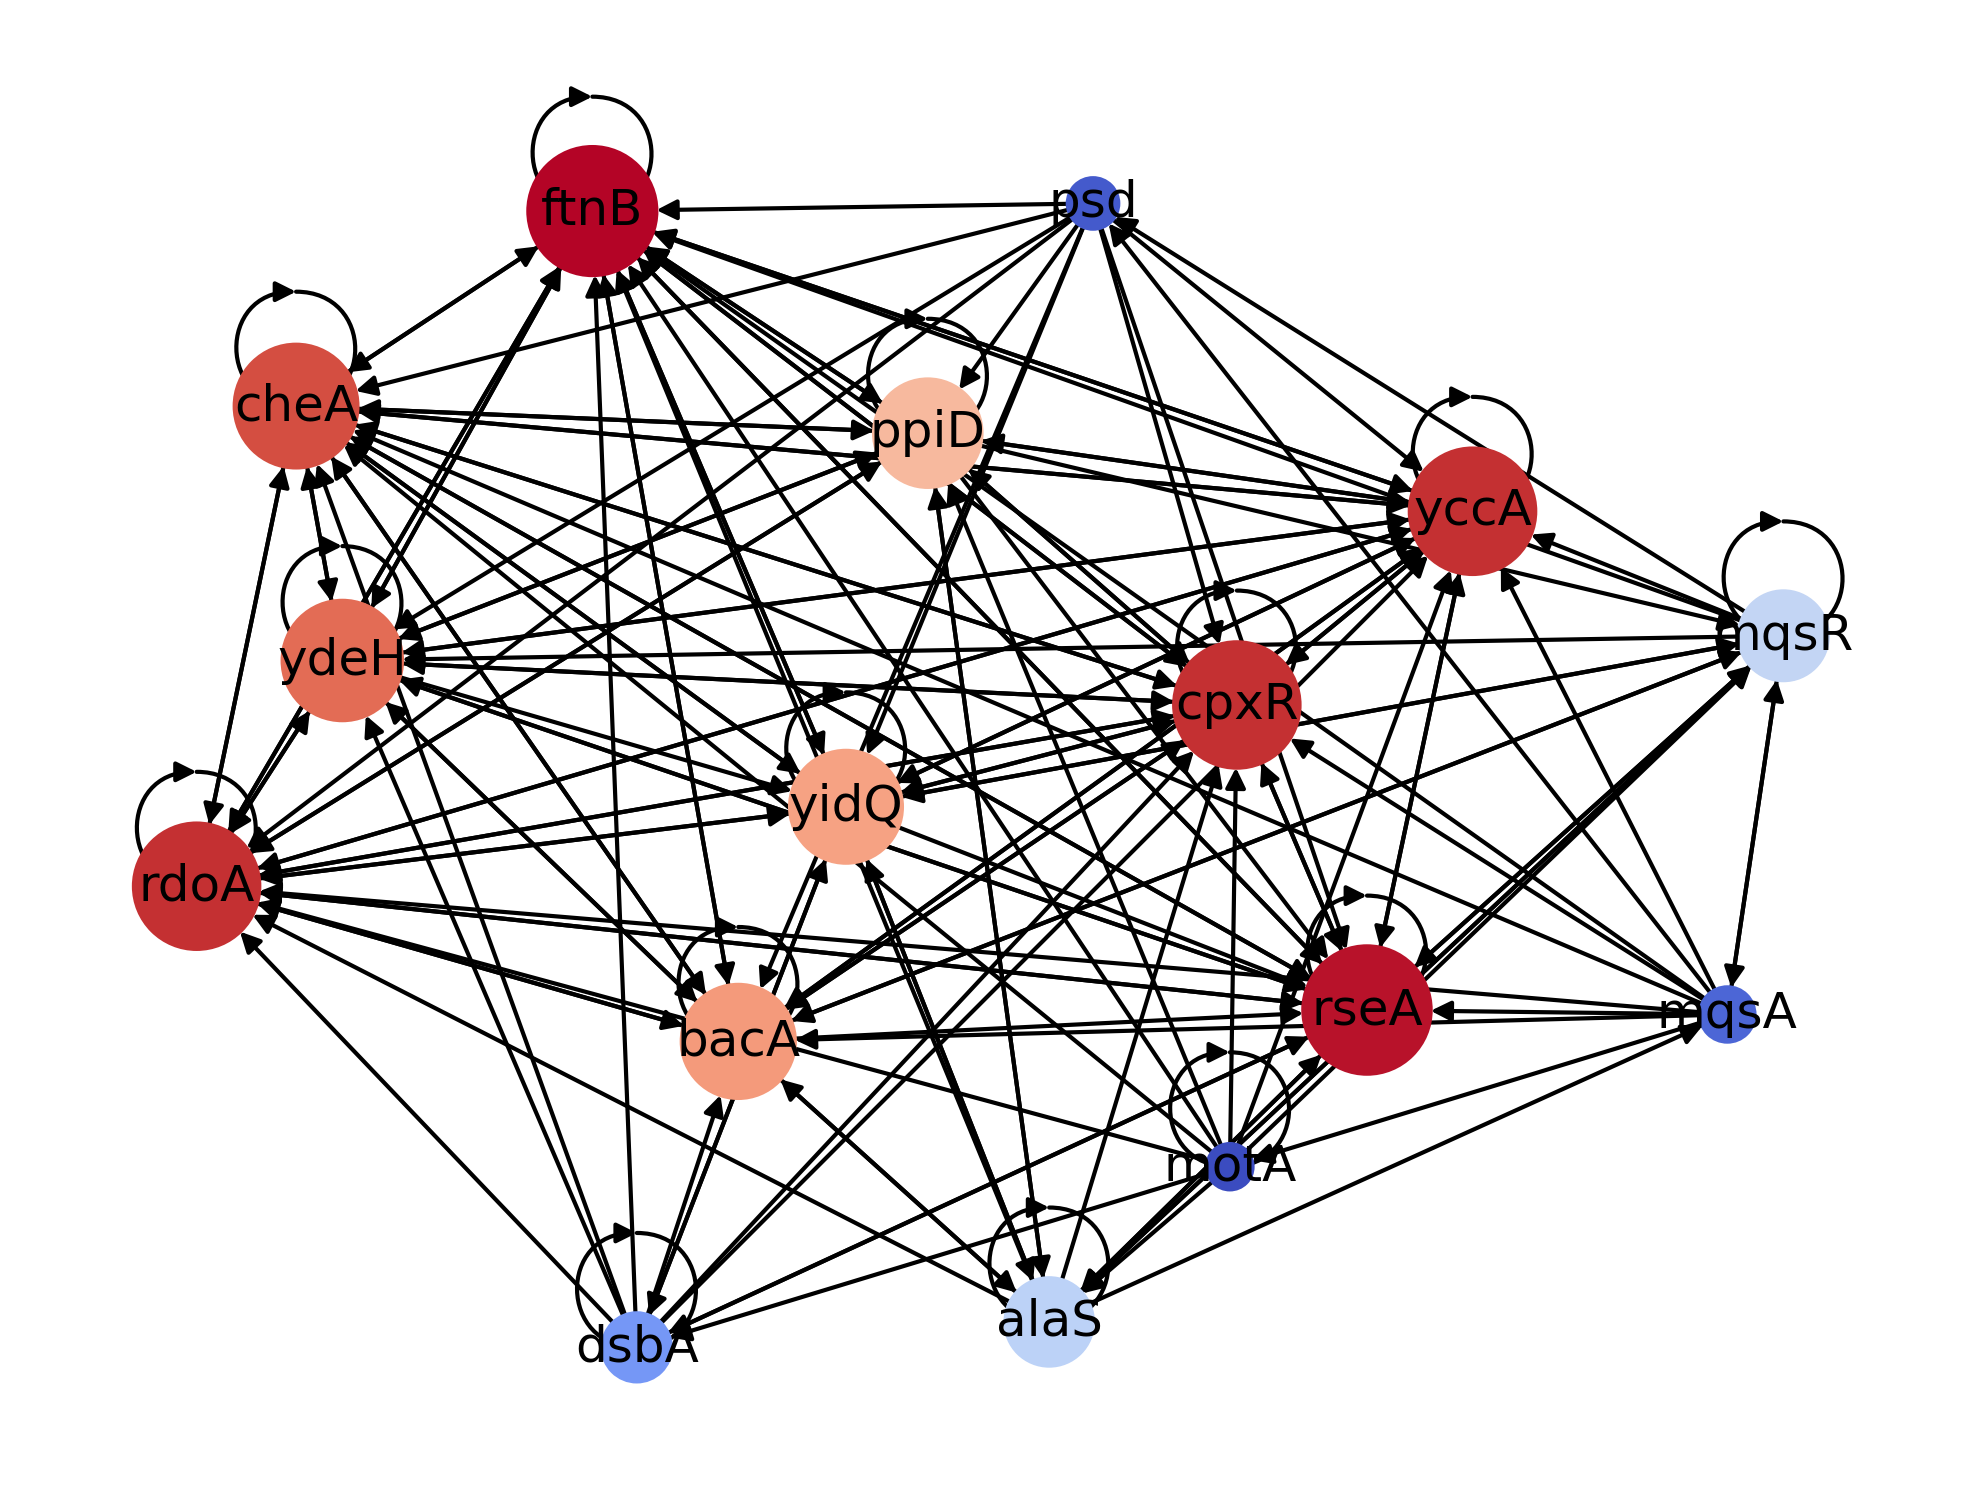 psd
ftnB
cheA
ppiD
yccA
mqsR
ydeH
cpxR
yidQ
rdoA
rseA
mqsA
bacA
motA
alaS
dsbA